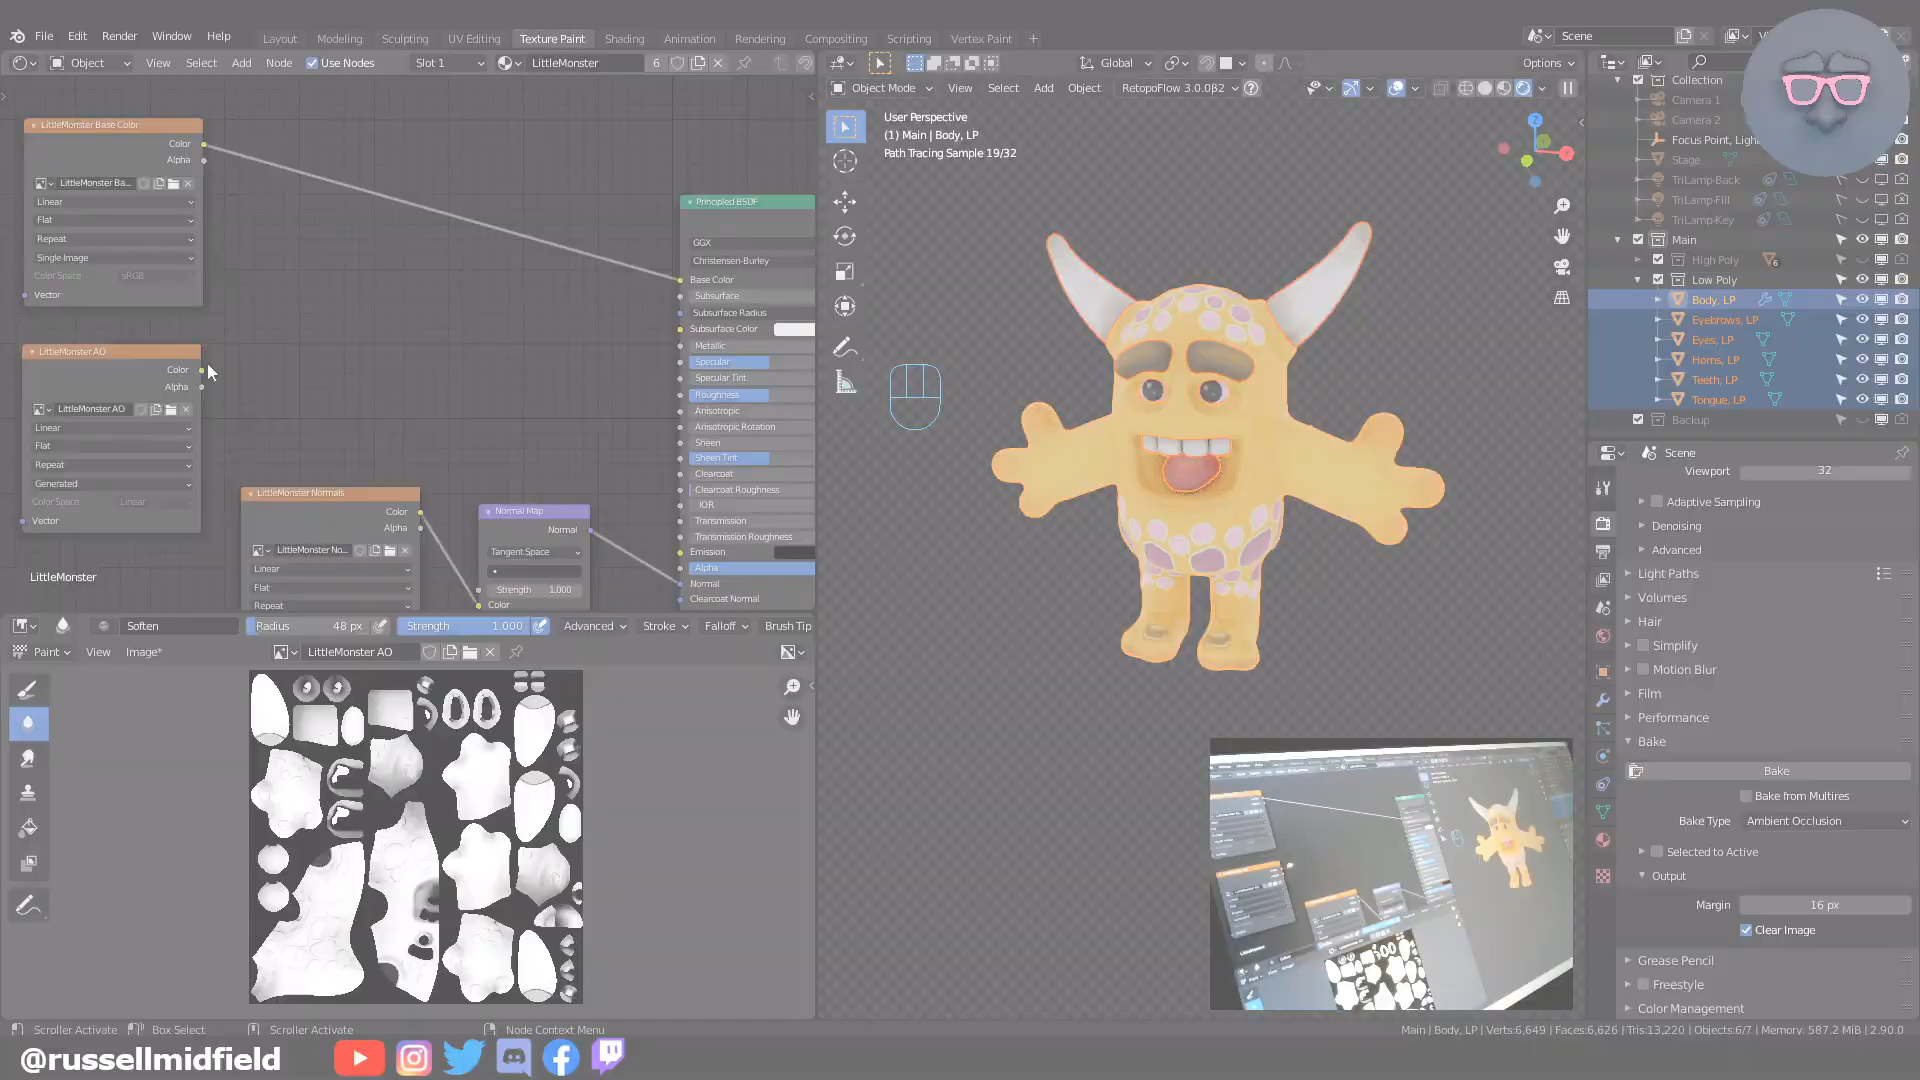 File Edit Render Window Help
Layout Modeling Sculpting UV Editing Texture Paint Shading Animation Rendering Compositing Scripting Vertex Paint +
Scene
Object View Select Add Node Use Nodes Slot 1 LittleMonster 6
Global
Options
Object Mode View Select Add Object RetopoFlow 3.0.0β2
User Perspective
(1) Main | Body, LP
Path Tracing Sample 19/32
LittleMonster Base Color
Color
Alpha
LittleMonster Ba...
Linear
Flat
Repeat
Single Image
Color Space sRGB
Vector
LittleMonster AO
Color
Alpha
LittleMonster AO
Linear
Flat
Repeat
Generated
Color Space Linear
Vector
LittleMonster
LittleMonster Normals
Color
Alpha
LittleMonster No...
Linear
Flat
Repeat
Normal Map
Normal
Tangent Space
Strength 1.000
Color
Principled BSDF
GGX
Christensen-Burley
Base Color
Subsurface
Subsurface Radius
Subsurface Color
Metallic
Specular
Specular Tint
Roughness
Anisotropic
Anisotropic Rotation
Sheen
Sheen Tint
Clearcoat
Clearcoat Roughness
IOR
Transmission
Transmission Roughness
Emission
Alpha
Normal
Clearcoat Normal
Z
X
Collection
Camera 1
Camera 2
Focus Point, Ligh
Stage
TriLamp-Back
TriLamp-Fill
TriLamp-Key
Main
High Poly 6
Low Poly
Body, LP
Eyebrows, LP
Eyes, LP
Horns, LP
Teeth, LP
Tongue, LP
Backup
Scene
Viewport 32
Adaptive Sampling
Denoising
Advanced
Light Paths
Volumes
Hair
Simplify
Motion Blur
Film
Performance
Bake
Bake
Bake from Multires
Bake Type Ambient Occlusion
Selected to Active
Output
Margin 16 px
Clear Image
Grease Pencil
Freestyle
Color Management
Soften Radius 48 px Strength 1.000 Advanced Stroke Falloff Brush Tip
Paint View Image* LittleMonster AO
Scroller Activate Box Select Scroller Activate Node Context Menu
Main | Body, LP | Verts:6,649 | Faces:6,626 | Tris:13,220 | Objects:6/7 | Memory: 587.2 MiB | 2.90.0
@russellmidfield